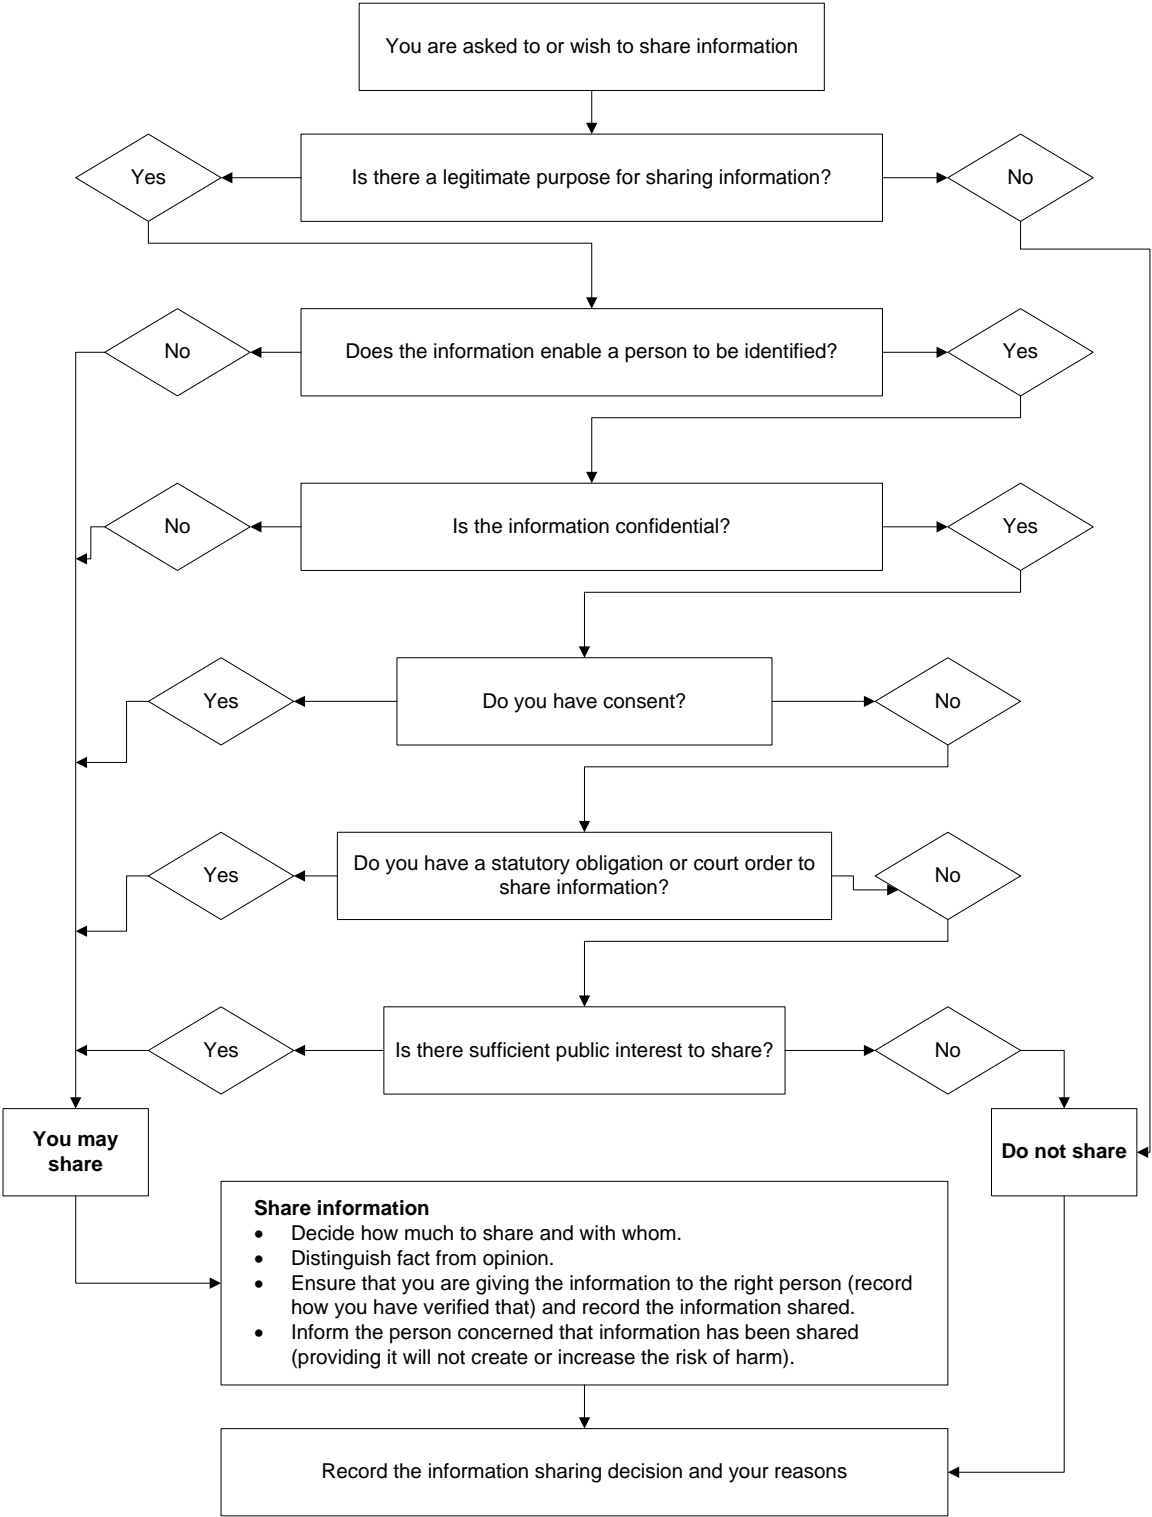 You are asked to or wish to share information
Yes
Is there a legitimate purpose for sharing information?
No
No
Does the information enable a person to be identified?
Yes
No
Is the information confidential?
Yes
Yes
Do you have consent?
No
Yes
Do you have a statutory obligation or court order to
share information?
No
Yes
Is there sufficient public interest to share?
No
You may
share
Do not share
Share information
• Decide how much to share and with whom.
• Distinguish fact from opinion.
• Ensure that you are giving the information to the right person (record
how you have verified that) and record the information shared.
• Inform the person concerned that information has been shared
(providing it will not create or increase the risk of harm).
Record the information sharing decision and your reasons